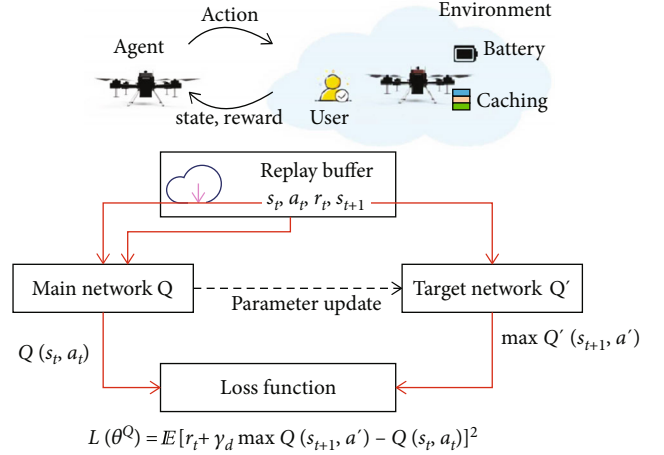 Action
Environment
Agent
Battery
Caching
User
state, reward
Replay buffer
s_t, a_t, r_t, s_{t+1}
Main network Q
Parameter update
Target network Q′
Q (s_t, a_t)
max Q′ (s_{t+1}, a′)
Loss function
L (θ^Q) = 𝔼 [r_t + γ_d max Q (s_{t+1}, a′) – Q (s_t, a_t)]^2